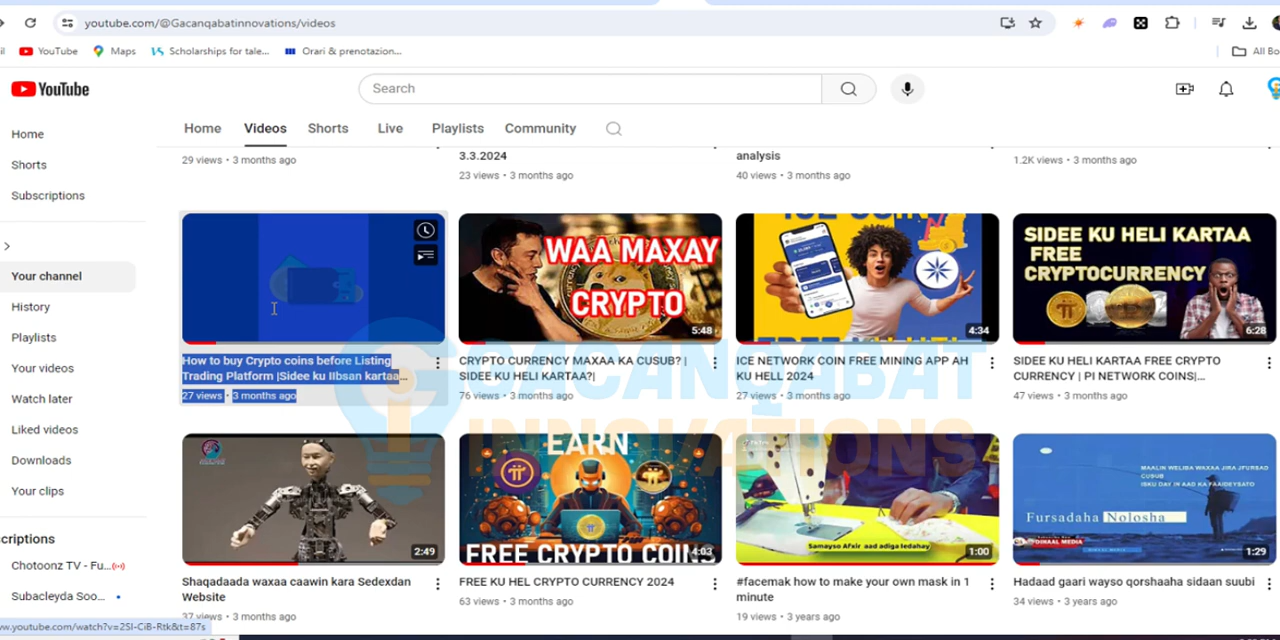 youtube.com/@Gacanqabatinnovations/videos
YouTube
Maps
Scholarships for tale...
Orari & prenotazion...
All Bo
YouTube
Search
Home
Videos
Shorts
Live
Playlists
Community
Home
Shorts
Subscriptions
Your channel
History
Playlists
Your videos
Watch later
Liked videos
Downloads
Your clips
criptions
Chotoonz TV - Fu...
Subacleyda Soo...
29 views • 3 months ago
3.3.2024
23 views • 3 months ago
analysis
40 views • 3 months ago
1.2K views • 3 months ago
How to buy Crypto coins before Listing
Trading Platform |Sidee ku IIbsan kartaa...
27 views • 3 months ago
WAA MAXAY
CRYPTO
5:48
CRYPTO CURRENCY MAXAA KA CUSUB? |
SIDEE KU HELI KARTAA?|
76 views • 3 months ago
ICE COIN
4:34
ICE NETWORK COIN FREE MINING APP AH
KU HELL 2024
27 views • 3 months ago
SIDEE KU HELI KARTAA
FREE
CRYPTOCURRENCY
6:28
SIDEE KU HELI KARTAA FREE CRYPTO
CURRENCY | PI NETWORK COINS|...
47 views • 3 months ago
GACANQABAT
INNOVATIONS
2:49
Shaqadaada waxaa caawin kara Sedexdan
Website
37 views • 3 months ago
EARN
FREE CRYPTO COINS
4:03
FREE KU HEL CRYPTO CURRENCY 2024
63 views • 3 months ago
Samayso AFxir aad adiga ledahay
1:00
#facemak how to make your own mask in 1
minute
19 views • 3 years ago
MAALIN WELIBA WAXAA JIRA JFURSAD
CUSUB
ISKU DAY IN AAD KA FAAIDEYSATO
Fursadaha Nolosha
DIHAAL MEDIA
1:29
Hadaad gaari wayso qorshaaha sidaan suubi
34 views • 3 years ago
ww.youtube.com/watch?v=2SI-CiB-Rtk&t=87s